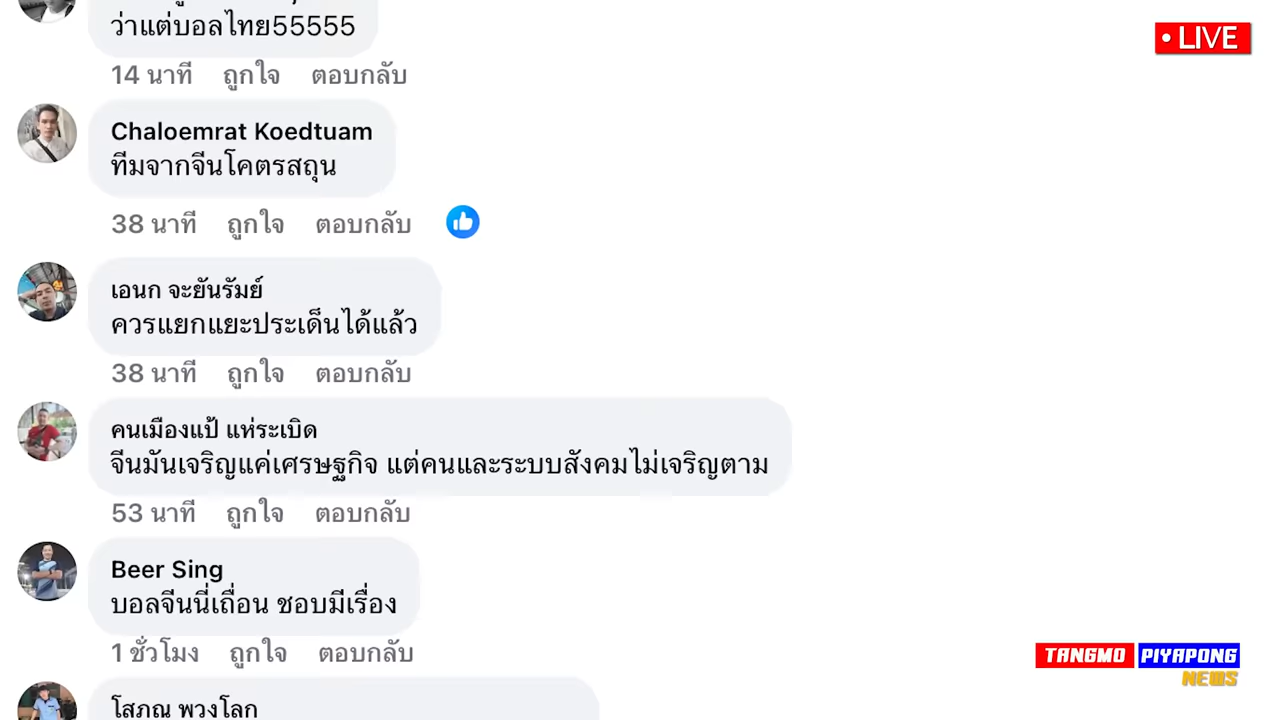 ว่าแต่บอลไทย55555
14 นาที ถูกใจ ตอบกลับ
Chaloemrat Koedtuam
ทีมจากจีนโคตรสถุน
38 นาที ถูกใจ ตอบกลับ
เอนก จะยันรัมย์
ควรแยกแยะประเด็นได้แล้ว
38 นาที ถูกใจ ตอบกลับ
คนเมืองแป้ แห่ระเบิด
จีนมันเจริญแค่เศรษฐกิจ แต่คนและระบบสังคมไม่เจริญตาม
53 นาที ถูกใจ ตอบกลับ
Beer Sing
บอลจีนนี่เถื่อน ชอบมีเรื่อง
1 ชั่วโมง ถูกใจ ตอบกลับ
โสภณ พวงโลก
• LIVE
TANGMO PIYAPONG
NEWS